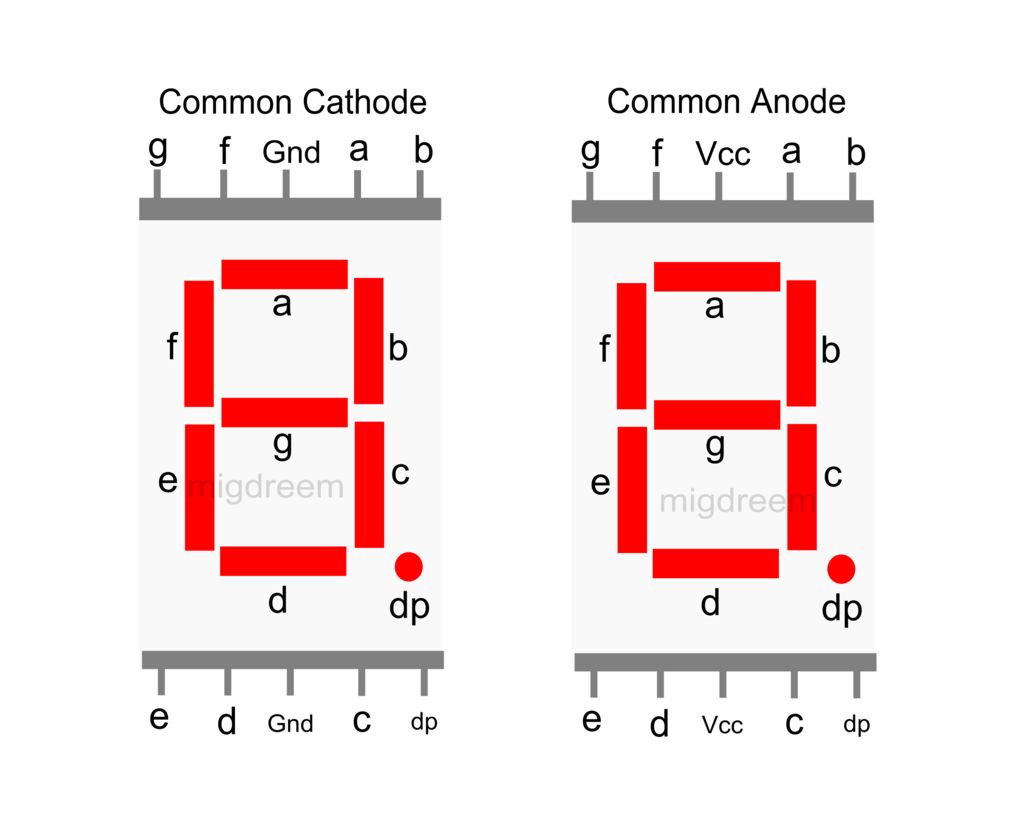 Common Cathode
g f Gnd a b
a
f
b
g
e
c
migdreem
d
dp
e d Gnd c dp
Common Anode
g f Vcc a b
a
f
b
g
e
c
migdreem
d
dp
e d Vcc c dp